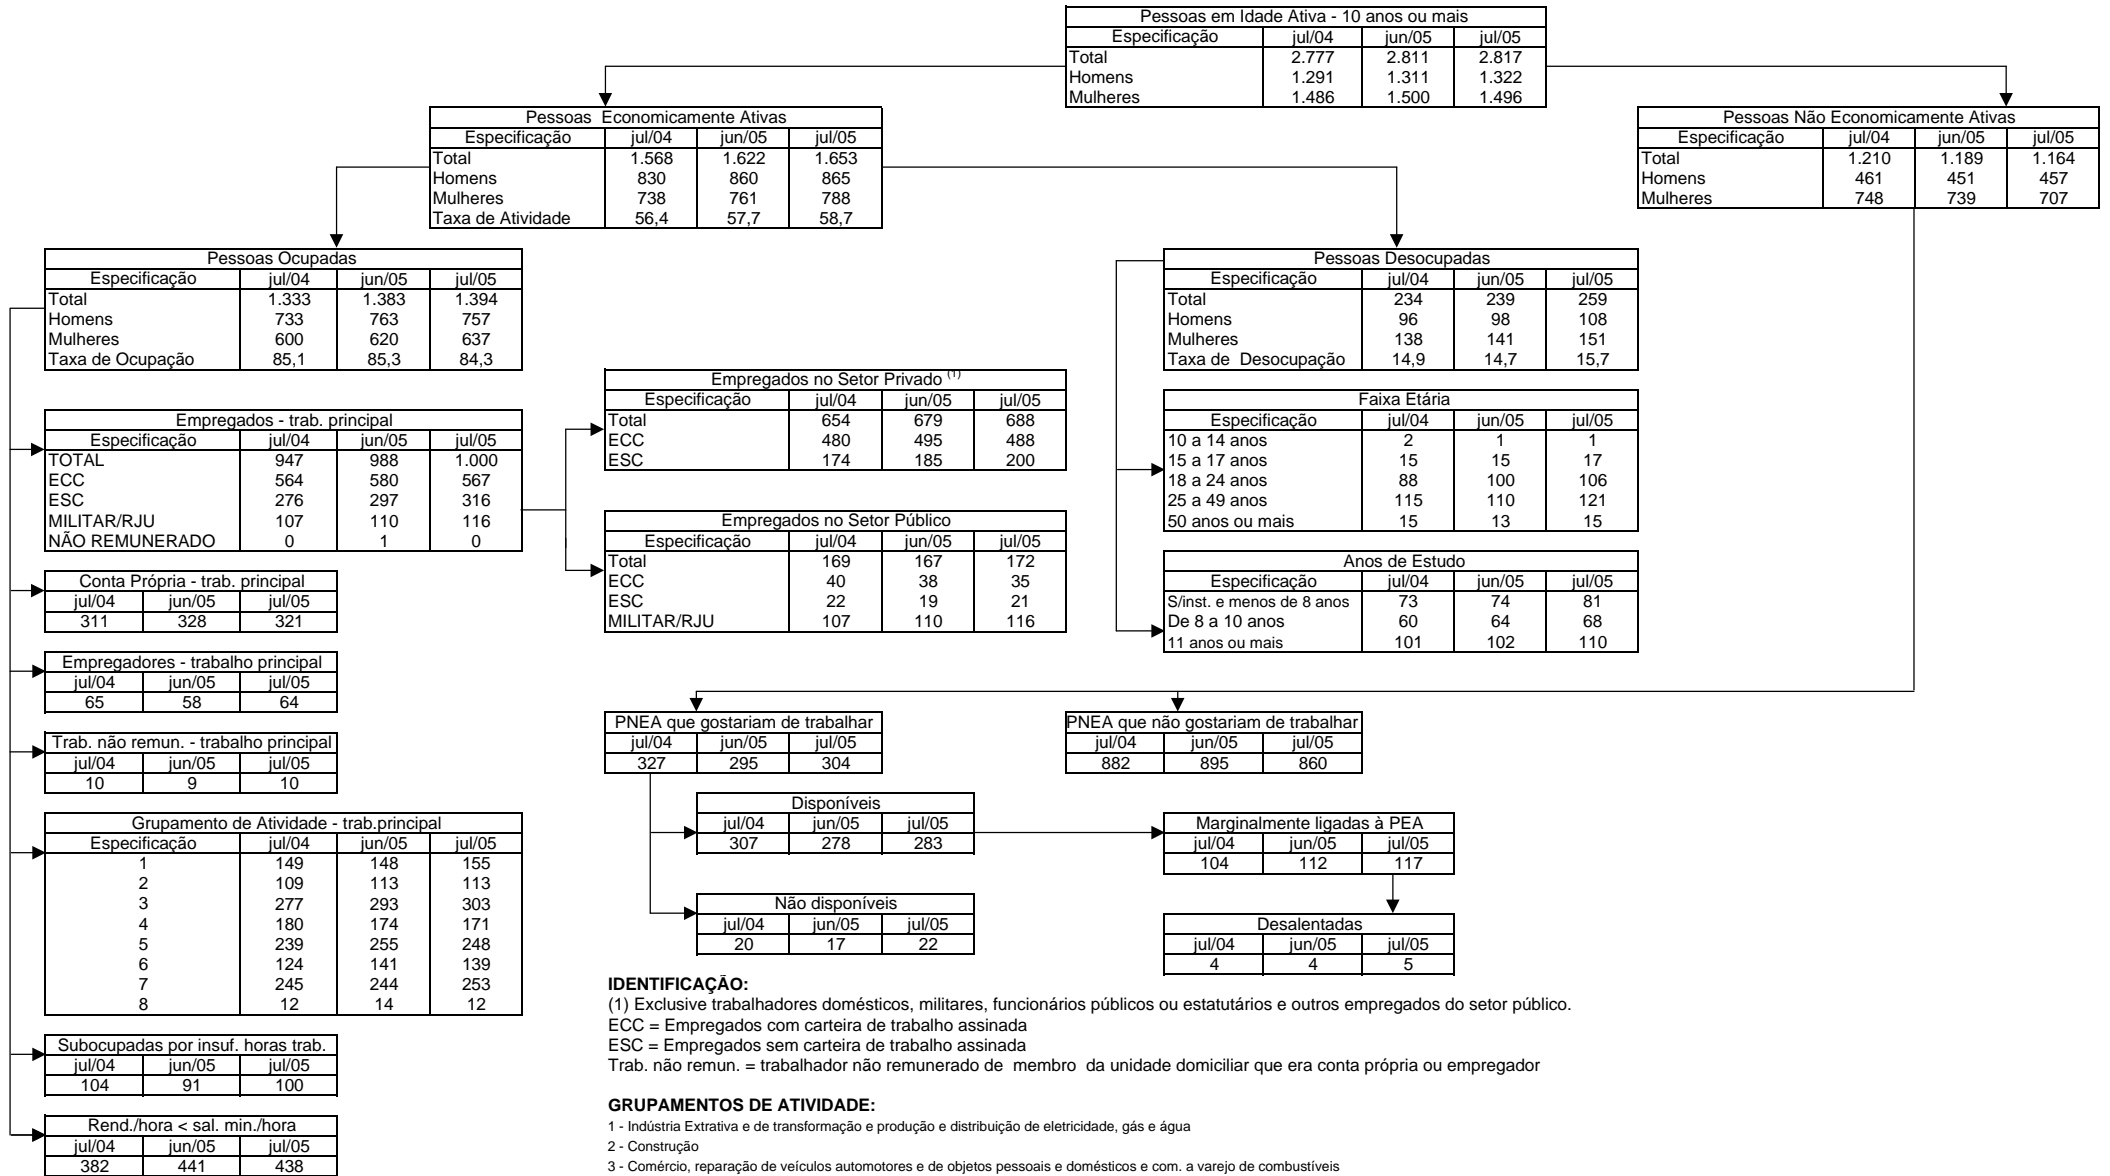 Pessoas em Idade Ativa - 10 anos ou mais
Especificação jul/04 jun/05 jul/05
Total 2.777 2.811 2.817
Homens 1.291 1.311 1.322
Mulheres 1.486 1.500 1.496
Pessoas Economicamente Ativas
Especificação jul/04 jun/05 jul/05
Total 1.568 1.622 1.653
Homens 830 860 865
Mulheres 738 761 788
Taxa de Atividade 56,4 57,7 58,7
Pessoas Não Economicamente Ativas
Especificação jul/04 jun/05 jul/05
Total 1.210 1.189 1.164
Homens 461 451 457
Mulheres 748 739 707
Pessoas Ocupadas
Especificação jul/04 jun/05 jul/05
Total 1.333 1.383 1.394
Homens 733 763 757
Mulheres 600 620 637
Taxa de Ocupação 85,1 85,3 84,3
Pessoas Desocupadas
Especificação jul/04 jun/05 jul/05
Total 234 239 259
Homens 96 98 108
Mulheres 138 141 151
Taxa de Desocupação 14,9 14,7 15,7
Empregados - trab. principal
Especificação jul/04 jun/05 jul/05
TOTAL 947 988 1.000
ECC 564 580 567
ESC 276 297 316
MILITAR/RJU 107 110 116
NÃO REMUNERADO 0 1 0
Empregados no Setor Privado (1)
Especificação jul/04 jun/05 jul/05
Total 654 679 688
ECC 480 495 488
ESC 174 185 200
Faixa Etária
Especificação jul/04 jun/05 jul/05
10 a 14 anos 2 1 1
15 a 17 anos 15 15 17
18 a 24 anos 88 100 106
25 a 49 anos 115 110 121
50 anos ou mais 15 13 15
Empregados no Setor Público
Especificação jul/04 jun/05 jul/05
Total 169 167 172
ECC 40 38 35
ESC 22 19 21
MILITAR/RJU 107 110 116
Anos de Estudo
Especificação jul/04 jun/05 jul/05
S/inst. e menos de 8 anos 73 74 81
De 8 a 10 anos 60 64 68
11 anos ou mais 101 102 110
Conta Própria - trab. principal
jul/04 jun/05 jul/05
311 328 321
Empregadores - trabalho principal
jul/04 jun/05 jul/05
65 58 64
Trab. não remun. - trabalho principal
jul/04 jun/05 jul/05
10 9 10
PNEA que gostariam de trabalhar
jul/04 jun/05 jul/05
327 295 304
PNEA que não gostariam de trabalhar
jul/04 jun/05 jul/05
882 895 860
Grupamento de Atividade - trab.principal
Especificação jul/04 jun/05 jul/05
1 149 148 155
2 109 113 113
3 277 293 303
4 180 174 171
5 239 255 248
6 124 141 139
7 245 244 253
8 12 14 12
Disponíveis
jul/04 jun/05 jul/05
307 278 283
Marginalmente ligadas à PEA
jul/04 jun/05 jul/05
104 112 117
Não disponíveis
jul/04 jun/05 jul/05
20 17 22
Desalentadas
jul/04 jun/05 jul/05
4 4 5
Subocupadas por insuf. horas trab.
jul/04 jun/05 jul/05
104 91 100
Rend./hora < sal. min./hora
jul/04 jun/05 jul/05
382 441 438
IDENTIFICAÇÃO:
(1) Exclusive trabalhadores domésticos, militares, funcionários públicos ou estatutários e outros empregados do setor público.
ECC = Empregados com carteira de trabalho assinada
ESC = Empregados sem carteira de trabalho assinada
Trab. não remun. = trabalhador não remunerado de membro da unidade domiciliar que era conta própria ou empregador
GRUPAMENTOS DE ATIVIDADE:
1 - Indústria Extrativa e de transformação e produção e distribuição de eletricidade, gás e água
2 - Construção
3 - Comércio, reparação de veículos automotores e de objetos pessoais e domésticos e com. a varejo de combustíveis